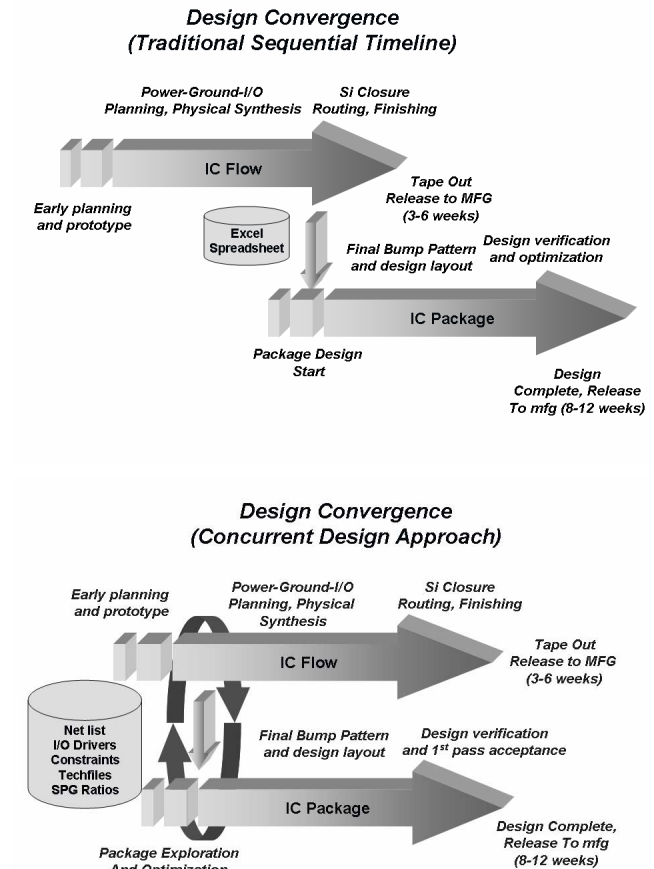 Design Convergence
(Traditional Sequential Timeline)
Power-Ground-I/O
Planning, Physical Synthesis
Si Closure
Routing, Finishing
IC Flow
Early planning
and prototype
Tape Out
Release to MFG
(3-6 weeks)
Excel
Spreadsheet
Final Bump Pattern
and design layout
Design verification
and optimization
IC Package
Package Design
Start
Design
Complete, Release
To mfg (8-12 weeks)
Design Convergence
(Concurrent Design Approach)
Early planning
and prototype
Power-Ground-I/O
Planning, Physical
Synthesis
Si Closure
Routing, Finishing
IC Flow
Tape Out
Release to MFG
(3-6 weeks)
Net list
I/O Drivers
Constraints
Techfiles
SPG Ratios
Final Bump Pattern
and design layout
Design verification
and 1st pass acceptance
IC Package
Design Complete,
Release To mfg
(8-12 weeks)
Package Exploration
And Optimization